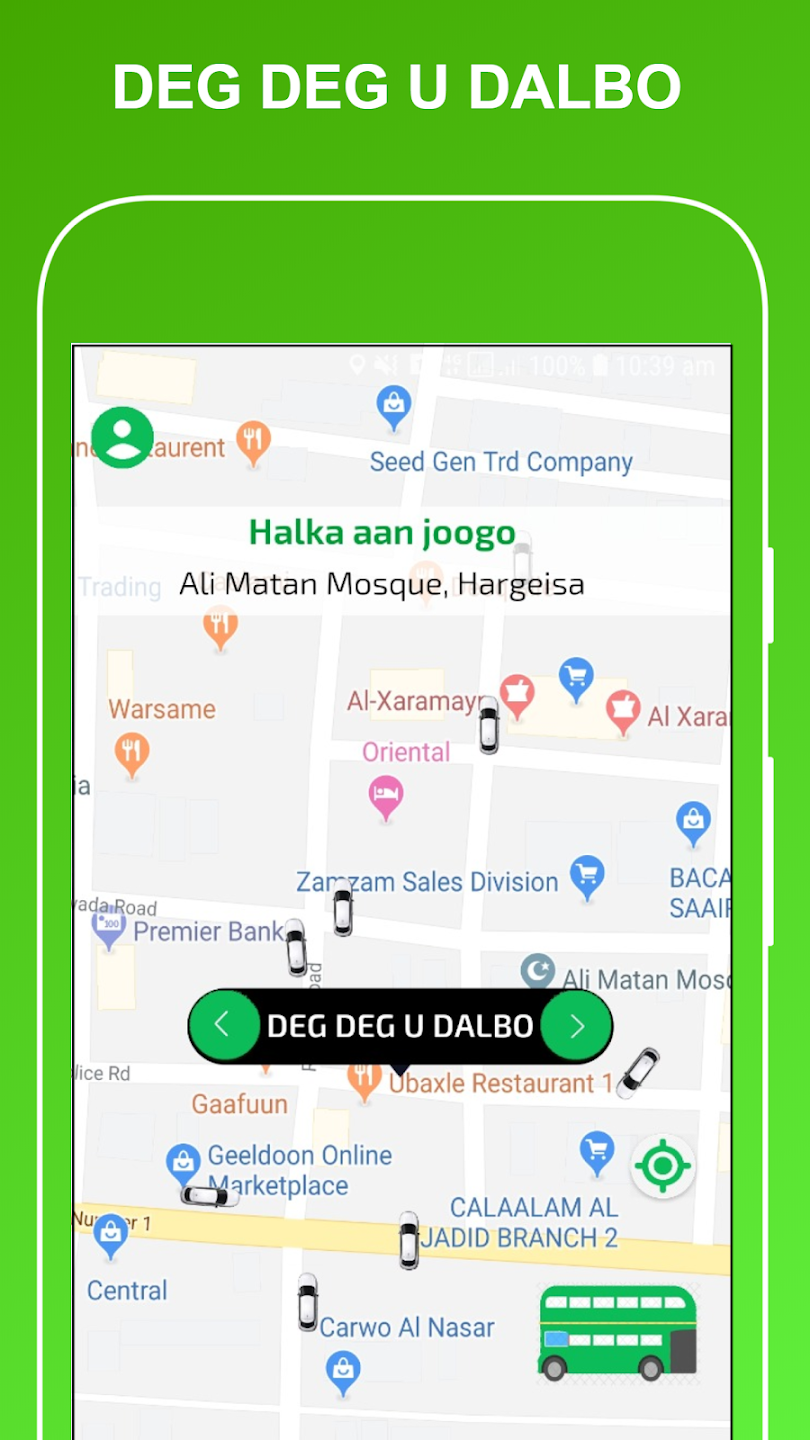 DEG DEG U DALBO
100%
10:39 am
aurent
Seed Gen Trd Company
Halka aan joogo
Trading
Ali Matan Mosque, Hargeisa
Warsame
Al-Xaramayn
Al Xara
Oriental
ia
Zamzam Sales Division
BACA
SAAIF
vada Road
100
Premier Bank
Ali Matan Mosq
DEG DEG U DALBO
lice Rd
Ubaxle Restaurant 1
Gaafuun
Geeldoon Online
Marketplace
CALAALAM AL
JADID BRANCH 2
Number 1
Central
Carwo Al Nasar